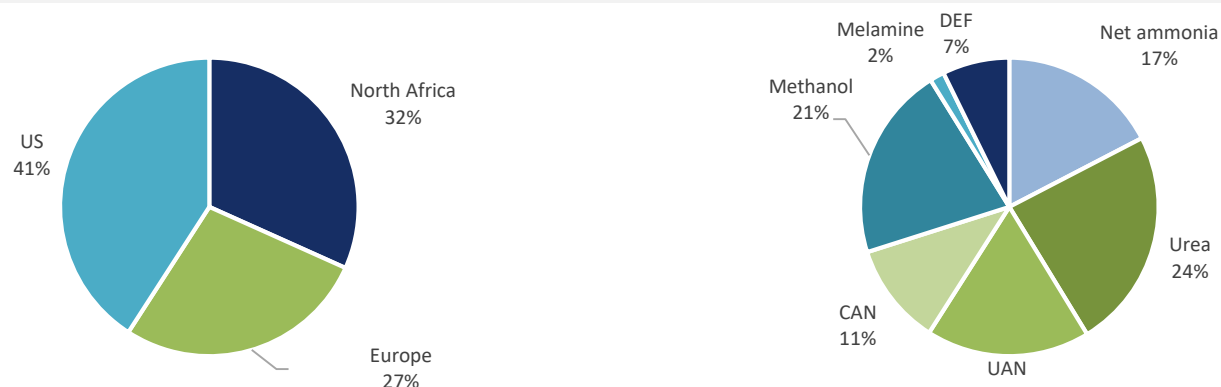 North Africa
32%
US
41%
Europe
27%
Melamine
2%
DEF
7%
Net ammonia
17%
Methanol
21%
Urea
24%
CAN
11%
UAN